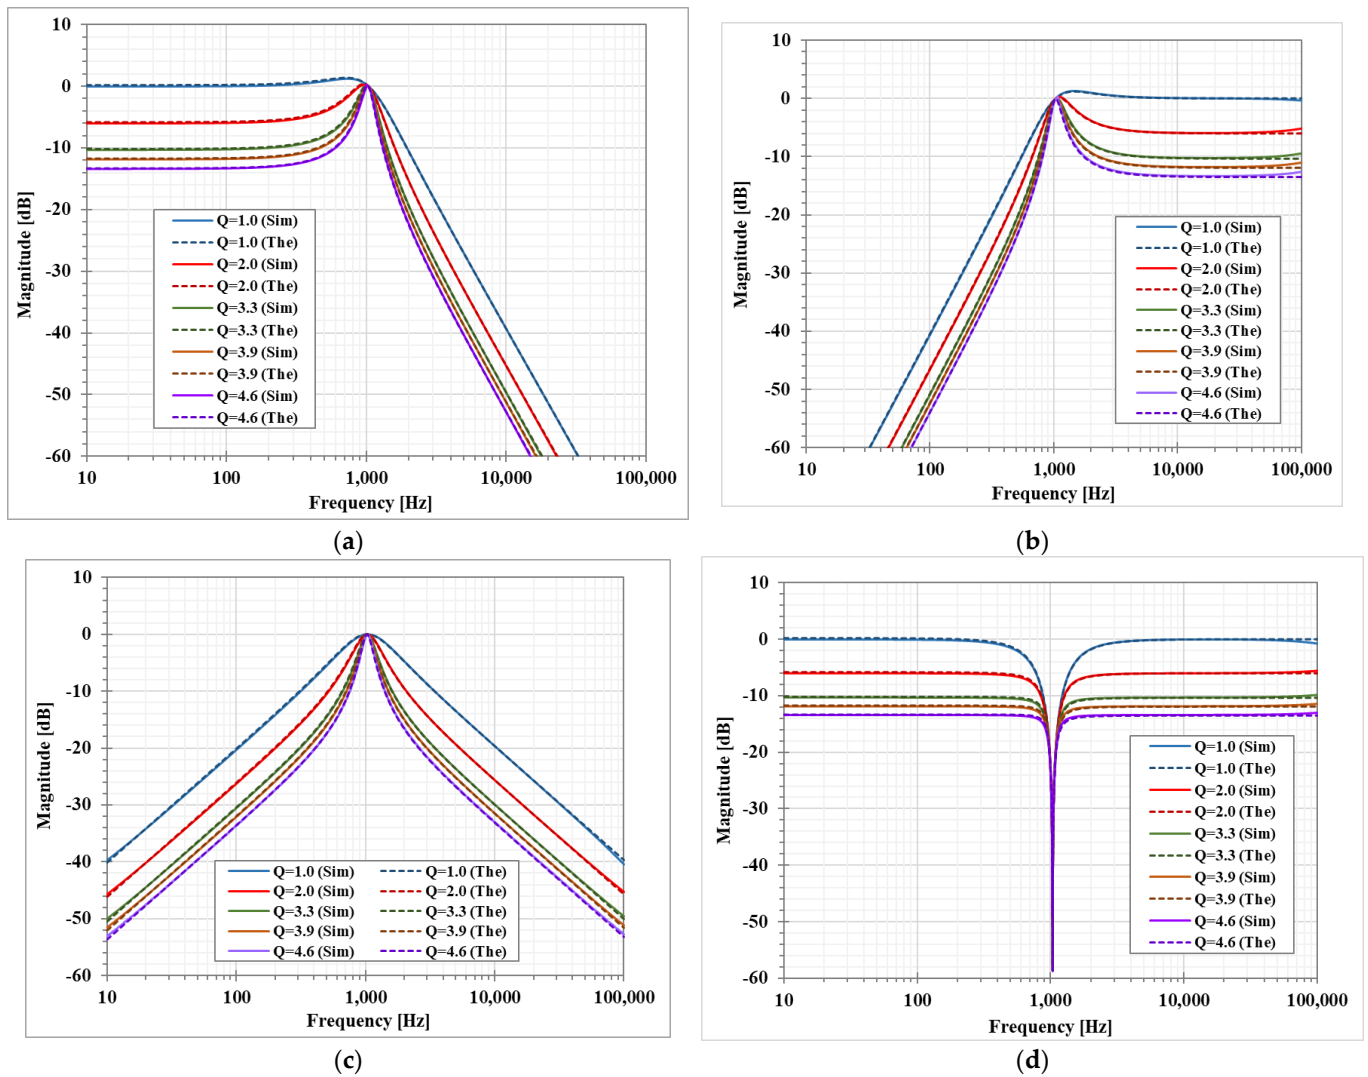 10
0
-10
-20
-30
-40
-50
-60
Magnitude [dB]
Q=1.0 (Sim)
Q=1.0 (The)
Q=2.0 (Sim)
Q=2.0 (The)
Q=3.3 (Sim)
Q=3.3 (The)
Q=3.9 (Sim)
Q=3.9 (The)
Q=4.6 (Sim)
Q=4.6 (The)
10 100 1,000 10,000 100,000
Frequency [Hz]
(a)
10
0
-10
-20
-30
-40
-50
-60
Magnitude [dB]
Q=1.0 (Sim)
Q=1.0 (The)
Q=2.0 (Sim)
Q=2.0 (The)
Q=3.3 (Sim)
Q=3.3 (The)
Q=3.9 (Sim)
Q=3.9 (The)
Q=4.6 (Sim)
Q=4.6 (The)
10 100 1,000 10,000 100,000
Frequency [Hz]
(b)
10
0
-10
-20
-30
-40
-50
-60
Magnitude [dB]
Q=1.0 (Sim) Q=1.0 (The)
Q=2.0 (Sim) Q=2.0 (The)
Q=3.3 (Sim) Q=3.3 (The)
Q=3.9 (Sim) Q=3.9 (The)
Q=4.6 (Sim) Q=4.6 (The)
10 100 1,000 10,000 100,000
Frequency [Hz]
(c)
10
0
-10
-20
-30
-40
-50
-60
Magnitude [dB]
Q=1.0 (Sim)
Q=1.0 (The)
Q=2.0 (Sim)
Q=2.0 (The)
Q=3.3 (Sim)
Q=3.3 (The)
Q=3.9 (Sim)
Q=3.9 (The)
Q=4.6 (Sim)
Q=4.6 (The)
10 100 1,000 10,000 100,000
Frequency [Hz]
(d)